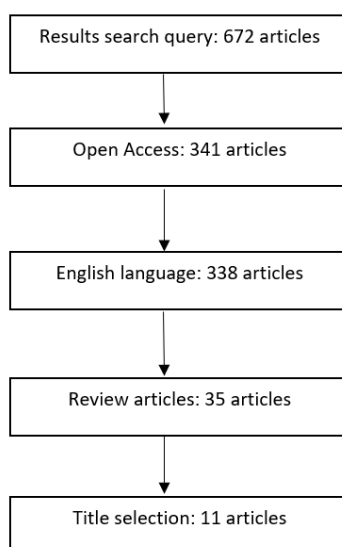 Results search query: 672 articles
Open Access: 341 articles
English language: 338 articles
Review articles: 35 articles
Title selection: 11 articles